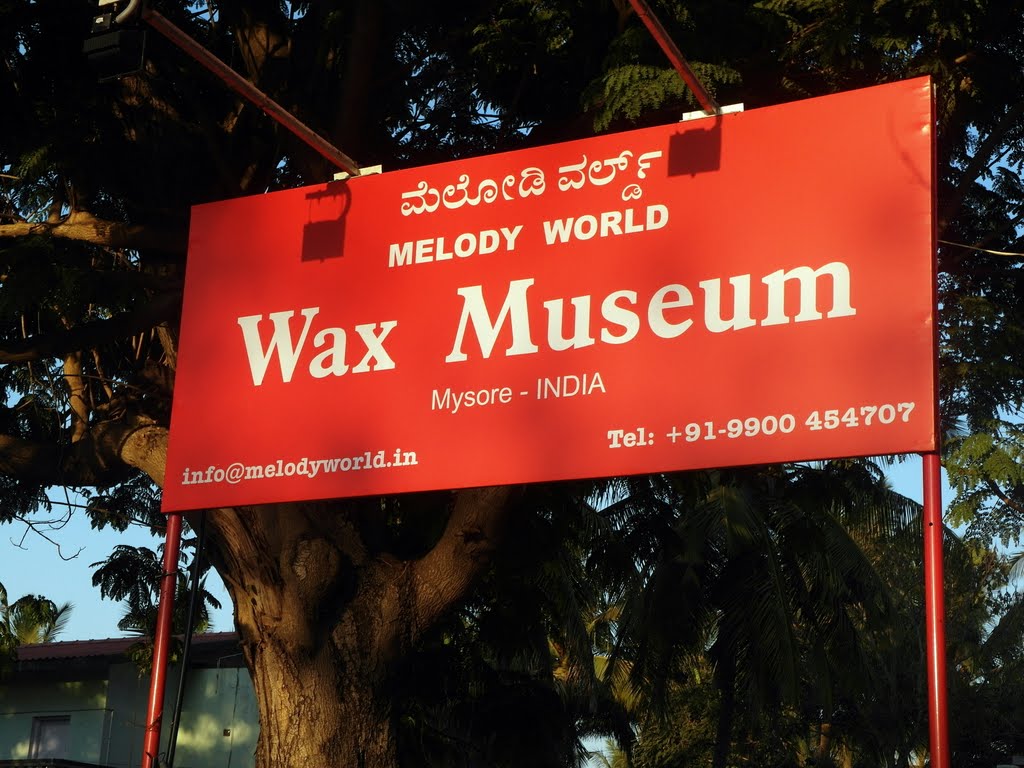 ಮೆಲೋಡಿ ವರ್ಲ್ಡ್
MELODY WORLD
Wax Museum
Mysore - INDIA
info@melodyworld.in
Tel: +91-9900 454707